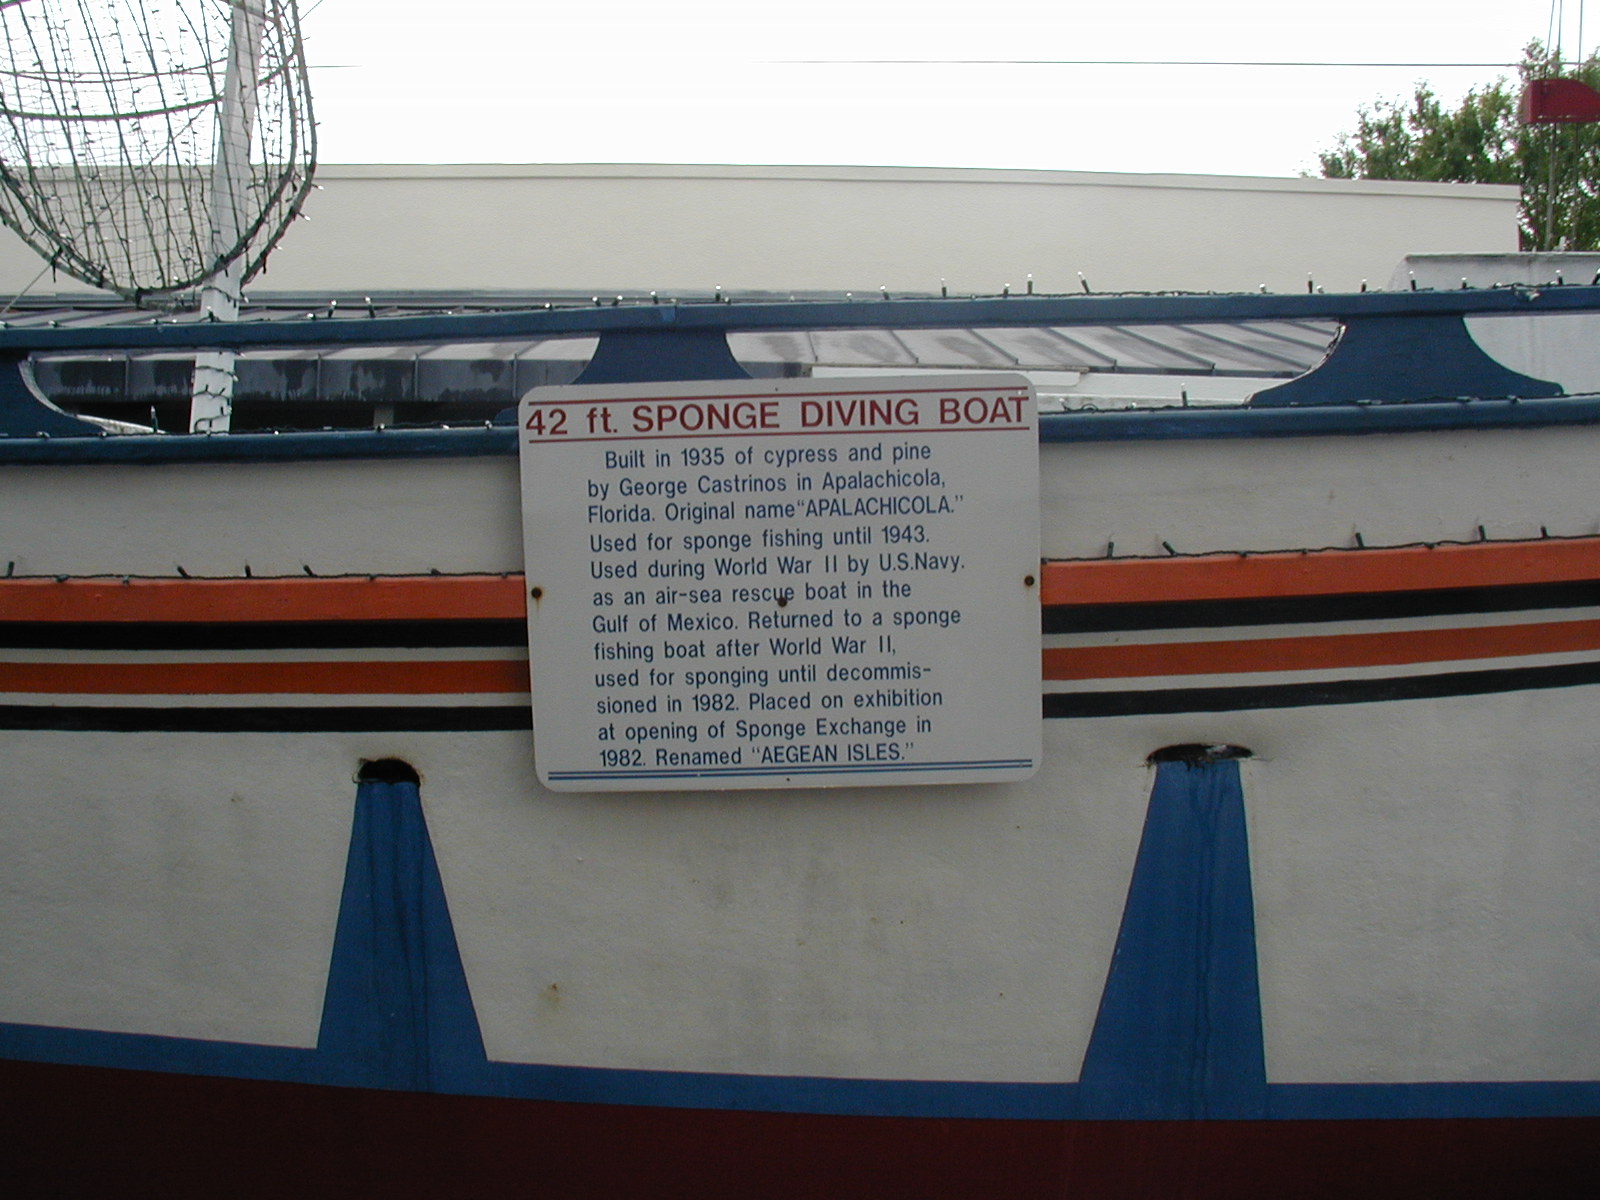 42 ft. SPONGE DIVING BOAT
Built in 1935 of cypress and pine
by George Castrinos in Apalachicola,
Florida. Original name "APALACHICOLA."
Used for sponge fishing until 1943.
Used during World War II by U.S.Navy.
as an air-sea rescue boat in the
Gulf of Mexico. Returned to a sponge
fishing boat after World War II,
used for sponging until decommis-
sioned in 1982. Placed on exhibition
at opening of Sponge Exchange in
1982. Renamed "AEGEAN ISLES."